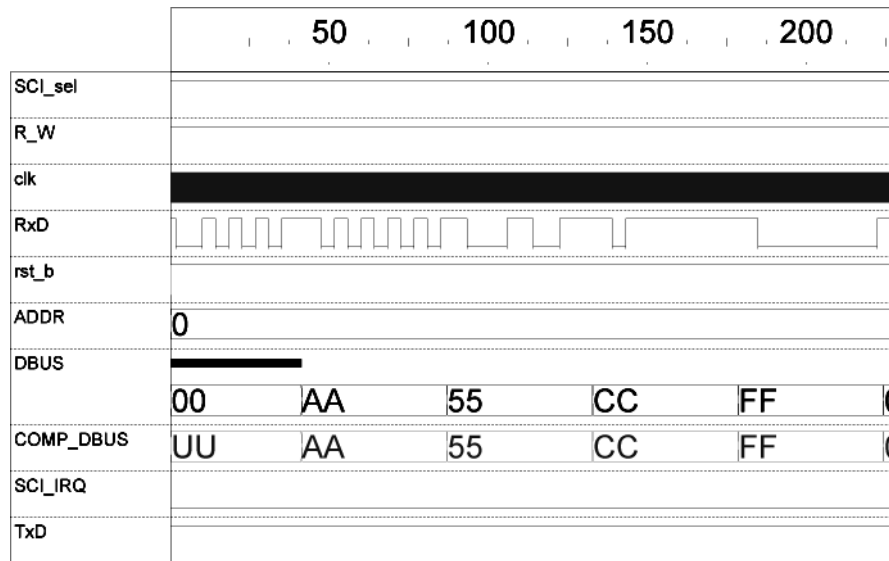 50 100 150 200
SCI_sel
R_W
clk
RxD
rst_b
ADDR 0
DBUS
00 AA 55 CC FF
COMP_DBUS UU AA 55 CC FF
SCI_IRQ
TxD